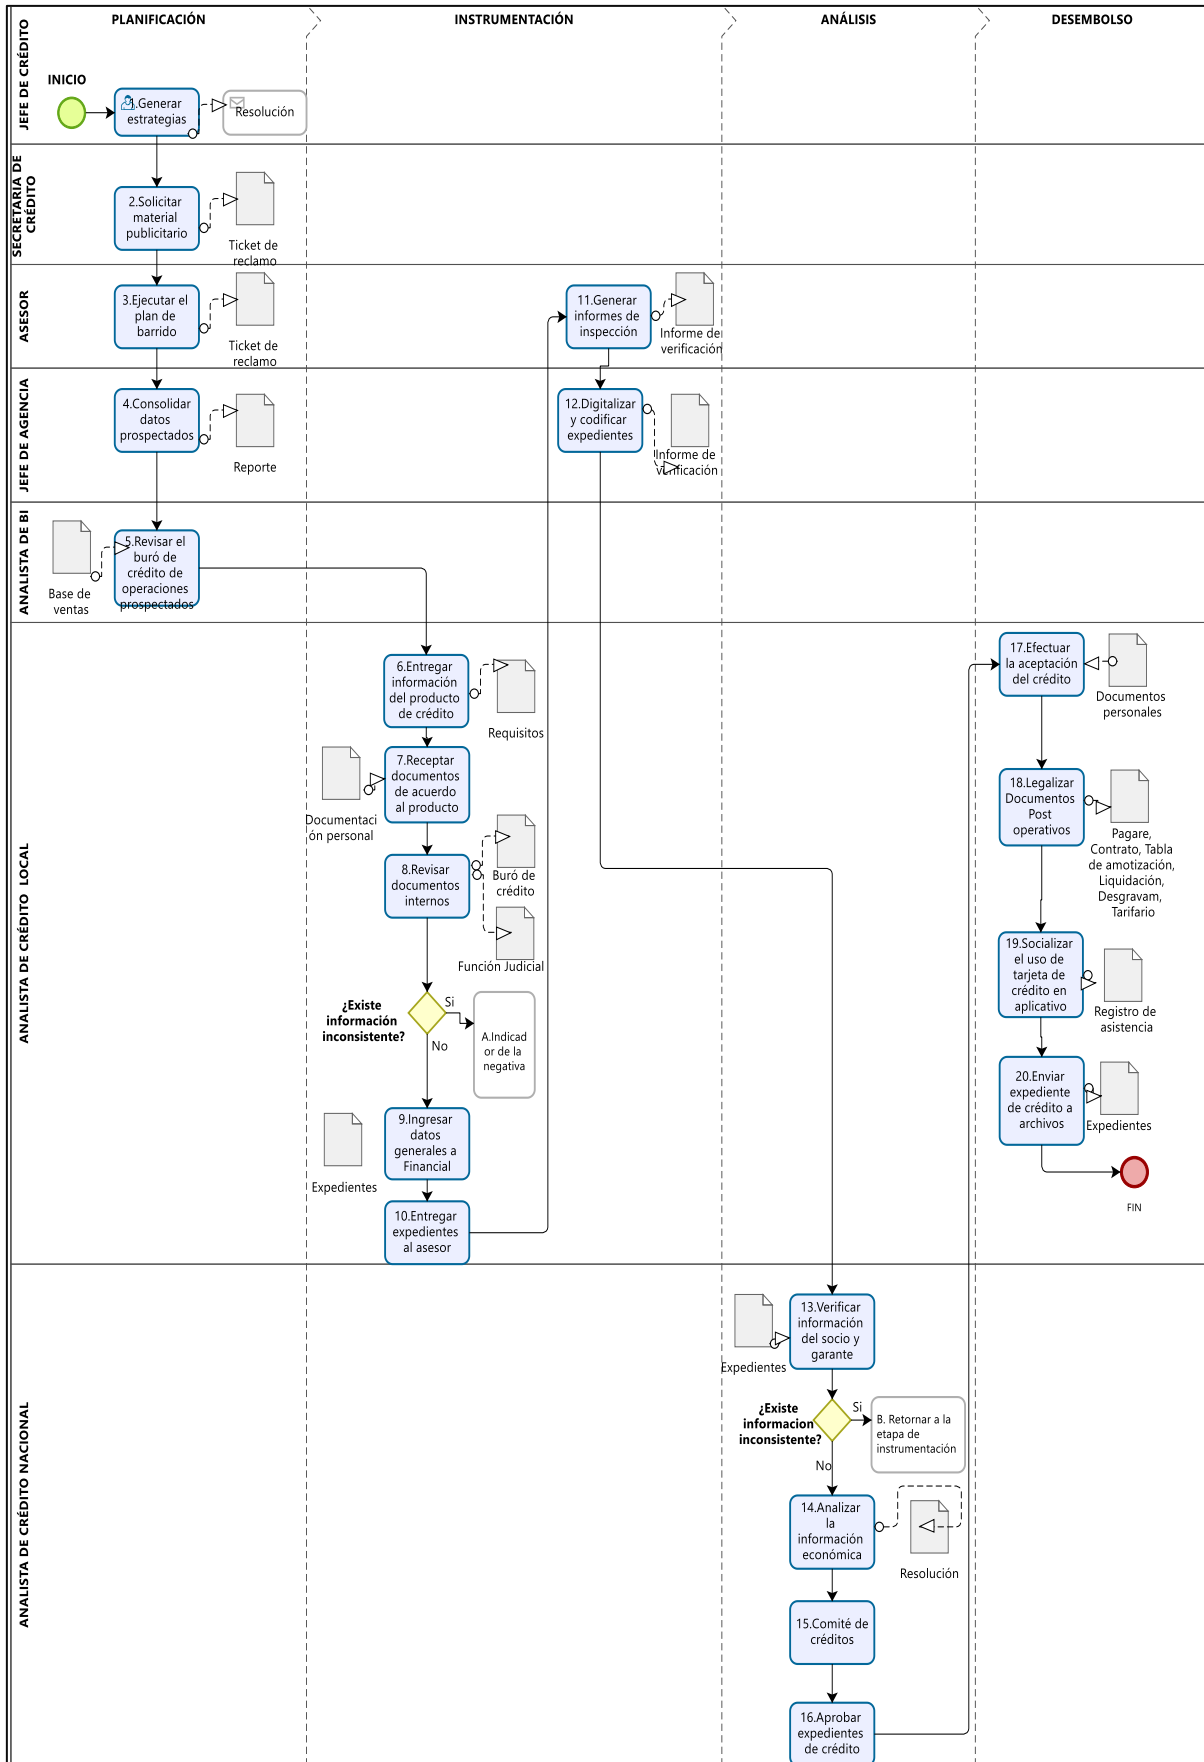 PLANIFICACIÓN
INSTRUMENTACIÓN
ANÁLISIS
DESEMBOLSO
JEFE DE CRÉDITO
INICIO
1.Generar
estrategias
Resolución
SECRETARIA DE
CRÉDITO
2.Solicitar
material
publicitario
Ticket de
reclamo
ASESOR
3.Ejecutar el
plan de
barrido
Ticket de
reclamo
11.Generar
informes de
inspección
Informe de
verificación
JEFE DE AGENCIA
4.Consolidar
datos
prospectados
Reporte
12.Digitalizar
y codificar
expedientes
Informe de
verificación
ANALISTA DE BI
Base de
ventas
5.Revisar el
buró de
crédito de
operaciones
prospectados
ANALISTA DE CRÉDITO LOCAL
6.Entregar
información
del producto
de crédito
Requisitos
7.Receptar
documentos
de acuerdo
al producto
Documentaci
ón personal
8.Revisar
documentos
internos
Buró de
crédito
Función Judicial
¿Existe
información
inconsistente?
Si
No
A.Indicad
or de la
negativa
9.Ingresar
datos
generales a
Financial
Expedientes
10.Entregar
expedientes
al asesor
17.Efectuar
la aceptación
del crédito
Documentos
personales
18.Legalizar
Documentos
Post
operativos
Pagare,
Contrato, Tabla
de amotización,
Liquidación,
Desgravam,
Tarifario
19.Socializar
el uso de
tarjeta de
crédito en
aplicativo
Registro de
asistencia
20.Enviar
expediente
de crédito a
archivos
Expedientes
FIN
ANALISTA DE CRÉDITO NACIONAL
13.Verificar
información
del socio y
garante
Expedientes
¿Existe
informacion
inconsistente?
Si
No
B. Retornar a la
etapa de
instrumentación
14.Analizar
la
información
económica
Resolución
15.Comité de
créditos
16.Aprobar
expedientes
de crédito